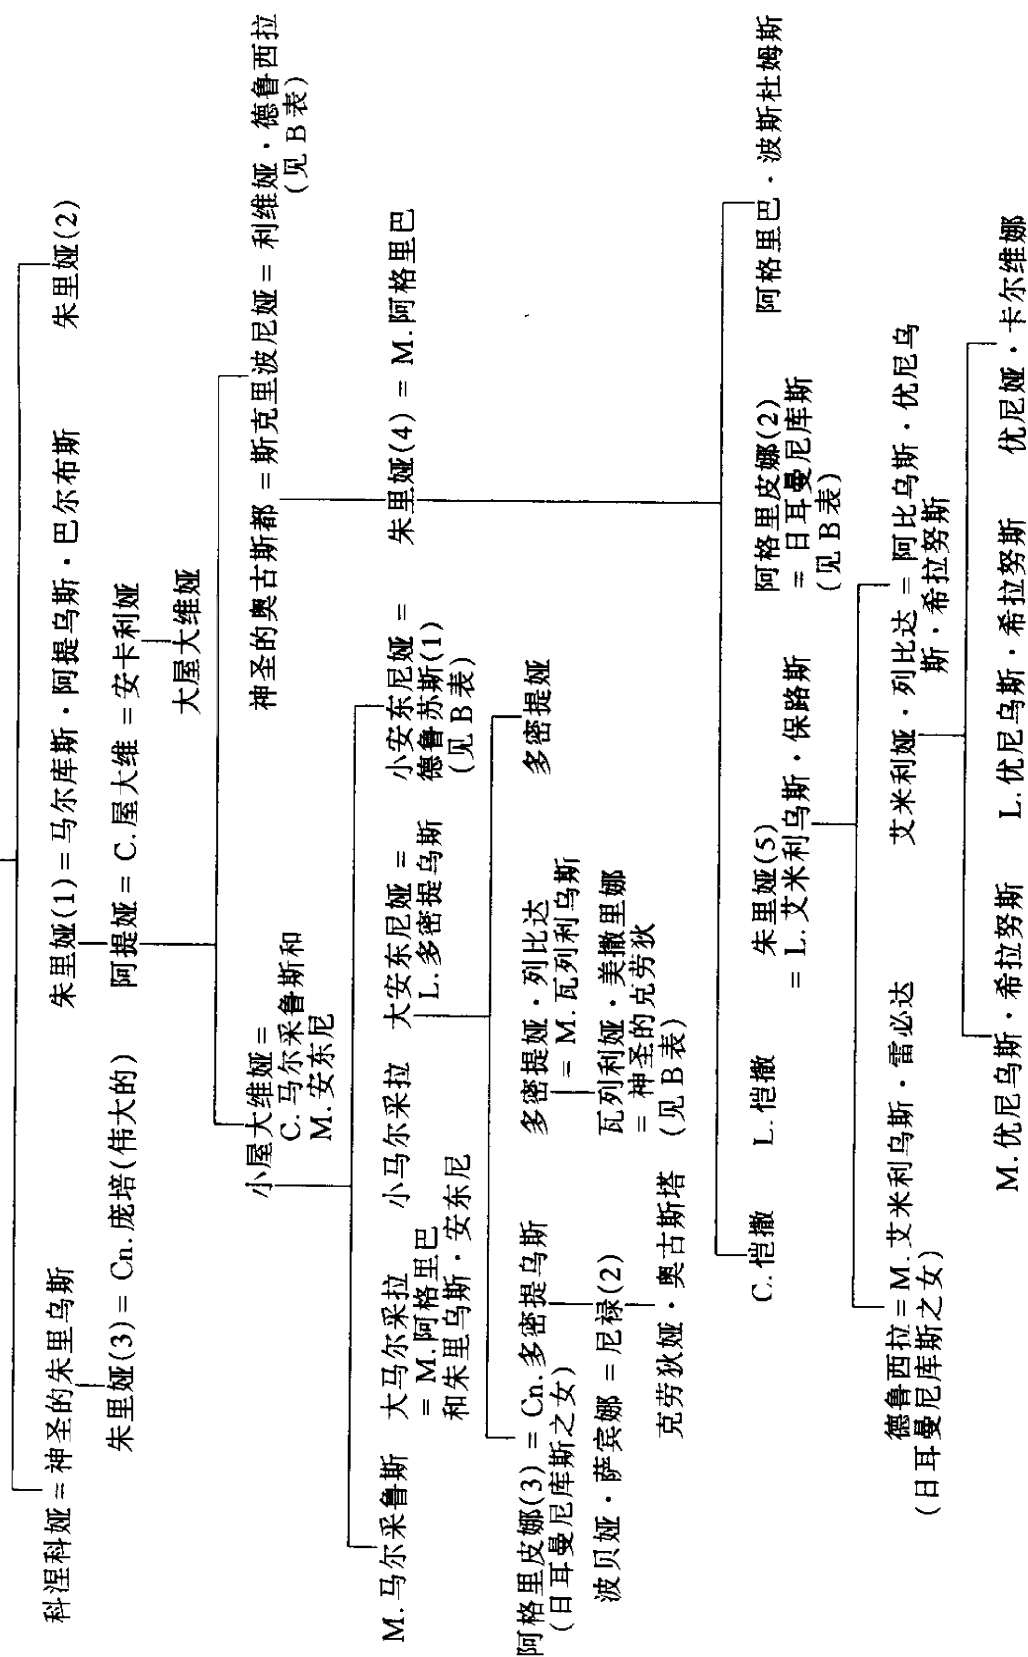 科涅科娅=神圣的朱里乌斯
朱里娅(1)=马尔库斯·阿提乌斯·巴尔布斯
朱里娅(2)
朱里娅(3)= Cn.庞培(伟大的)
阿提娅= C.屋大维=安卡利娅
大屋大维娅
小屋大维娅=
C.马尔采鲁斯和
M.安东尼
神圣的奥古斯都=斯克里波尼娅=利维娅·德鲁西拉
(见B表)
M.马尔采鲁斯
大马尔采拉
= M.阿格里巴
和朱里乌斯·安东尼
小马尔采拉
大安东尼娅=
L.多密提乌斯
小安东尼娅=
德鲁苏斯(1)
(见B表)
朱里娅(4)= M.阿格里巴
阿格里皮娜(3)= Cn.多密提乌斯
(日耳曼尼库斯之女)
多密提娅·列比达
= M.瓦列利乌斯
多密提娅
波贝娅·萨宾娜=尼禄(2)
瓦列利娅·美撒里娜
=神圣的克劳狄
(见B表)
克劳狄娅·奥古斯塔
C.恺撒
L.恺撒
朱里娅(5)
= L.艾米利乌斯·保路斯
阿格里皮娜(2)
=日耳曼尼库斯
(见B表)
阿格里巴·波斯杜姆斯
德鲁西拉= M.艾米利乌斯·雷必达
(日耳曼尼库斯之女)
艾米利娅·列比达=阿比乌斯·优尼乌
斯·希拉努斯
M.优尼乌斯·希拉努斯
L.优尼乌斯·希拉努斯
优尼娅·卡尔维娜